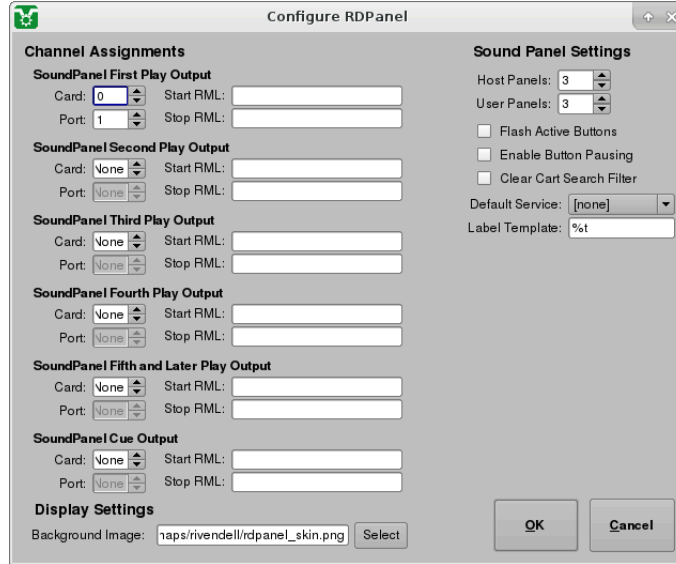 Configure RDPanel
Channel Assignments
SoundPanel First Play Output
Card: 0 Start RML:
Port: 1 Stop RML:
SoundPanel Second Play Output
Card: None Start RML:
Port: None Stop RML:
SoundPanel Third Play Output
Card: None Start RML:
Port: None Stop RML:
SoundPanel Fourth Play Output
Card: None Start RML:
Port: None Stop RML:
SoundPanel Fifth and Later Play Output
Card: None Start RML:
Port: None Stop RML:
SoundPanel Cue Output
Card: None Start RML:
Port: None Stop RML:
Display Settings
Background Image: naps/rivendell/rdpanel_skin.png Select
Sound Panel Settings
Host Panels: 3
User Panels: 3
Flash Active Buttons
Enable Button Pausing
Clear Cart Search Filter
Default Service: [none]
Label Template: %t
OK Cancel